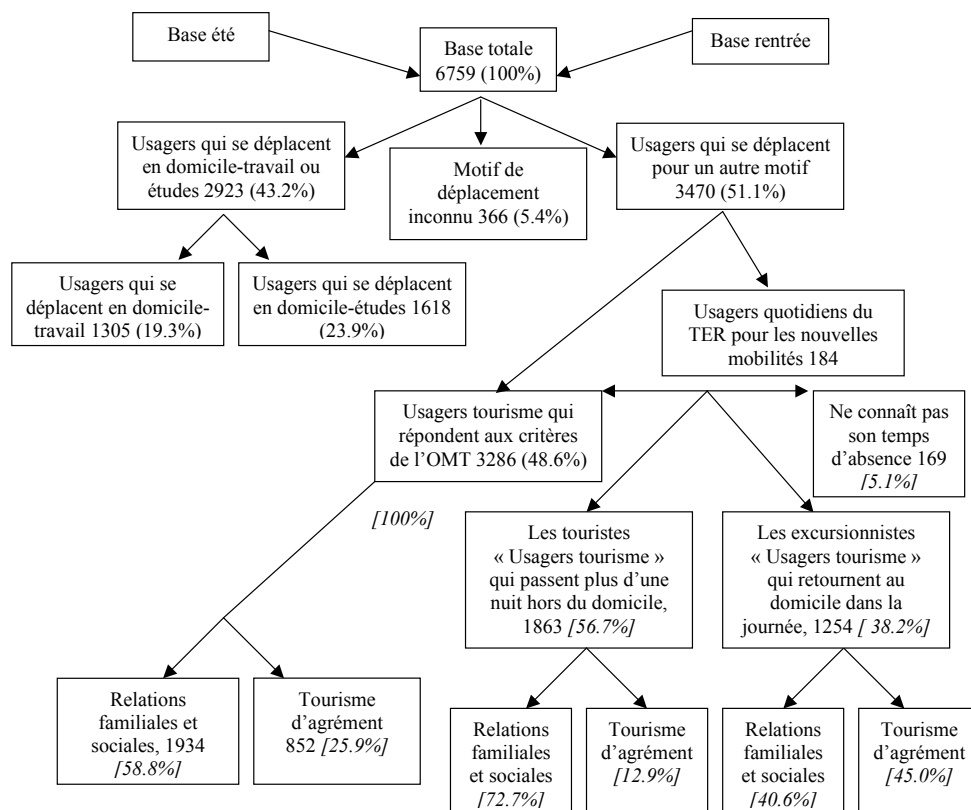 Base été
Base totale
6759 (100%)
Base rentrée
Usagers qui se déplacent
en domicile-travail ou
études 2923 (43.2%)
Motif de
déplacement
inconnu 366 (5.4%)
Usagers qui se déplacent
pour un autre motif
3470 (51.1%)
Usagers qui se
déplacent en domicile-
travail 1305 (19.3%)
Usagers qui se déplacent
en domicile-études 1618
(23.9%)
Usagers quotidiens du
TER pour les nouvelles
mobilités 184
Usagers tourisme qui
répondent aux critères
de l’OMT 3286 (48.6%)
Ne connaît pas
son temps
d’absence 169
[5.1%]
[100%]
Les touristes
« Usagers tourisme »
qui passent plus d’une
nuit hors du domicile,
1863 [56.7%]
Les excursionnistes
« Usagers tourisme »
qui retournent au
domicile dans la
journée, 1254 [ 38.2%]
Relations
familiales et
sociales, 1934
[58.8%]
Tourisme
d’agrément
852 [25.9%]
Relations
familiales
et sociales
[72.7%]
Tourisme
d’agrément
[12.9%]
Relations
familiales
et sociales
[40.6%]
Tourisme
d’agrément
[45.0%]